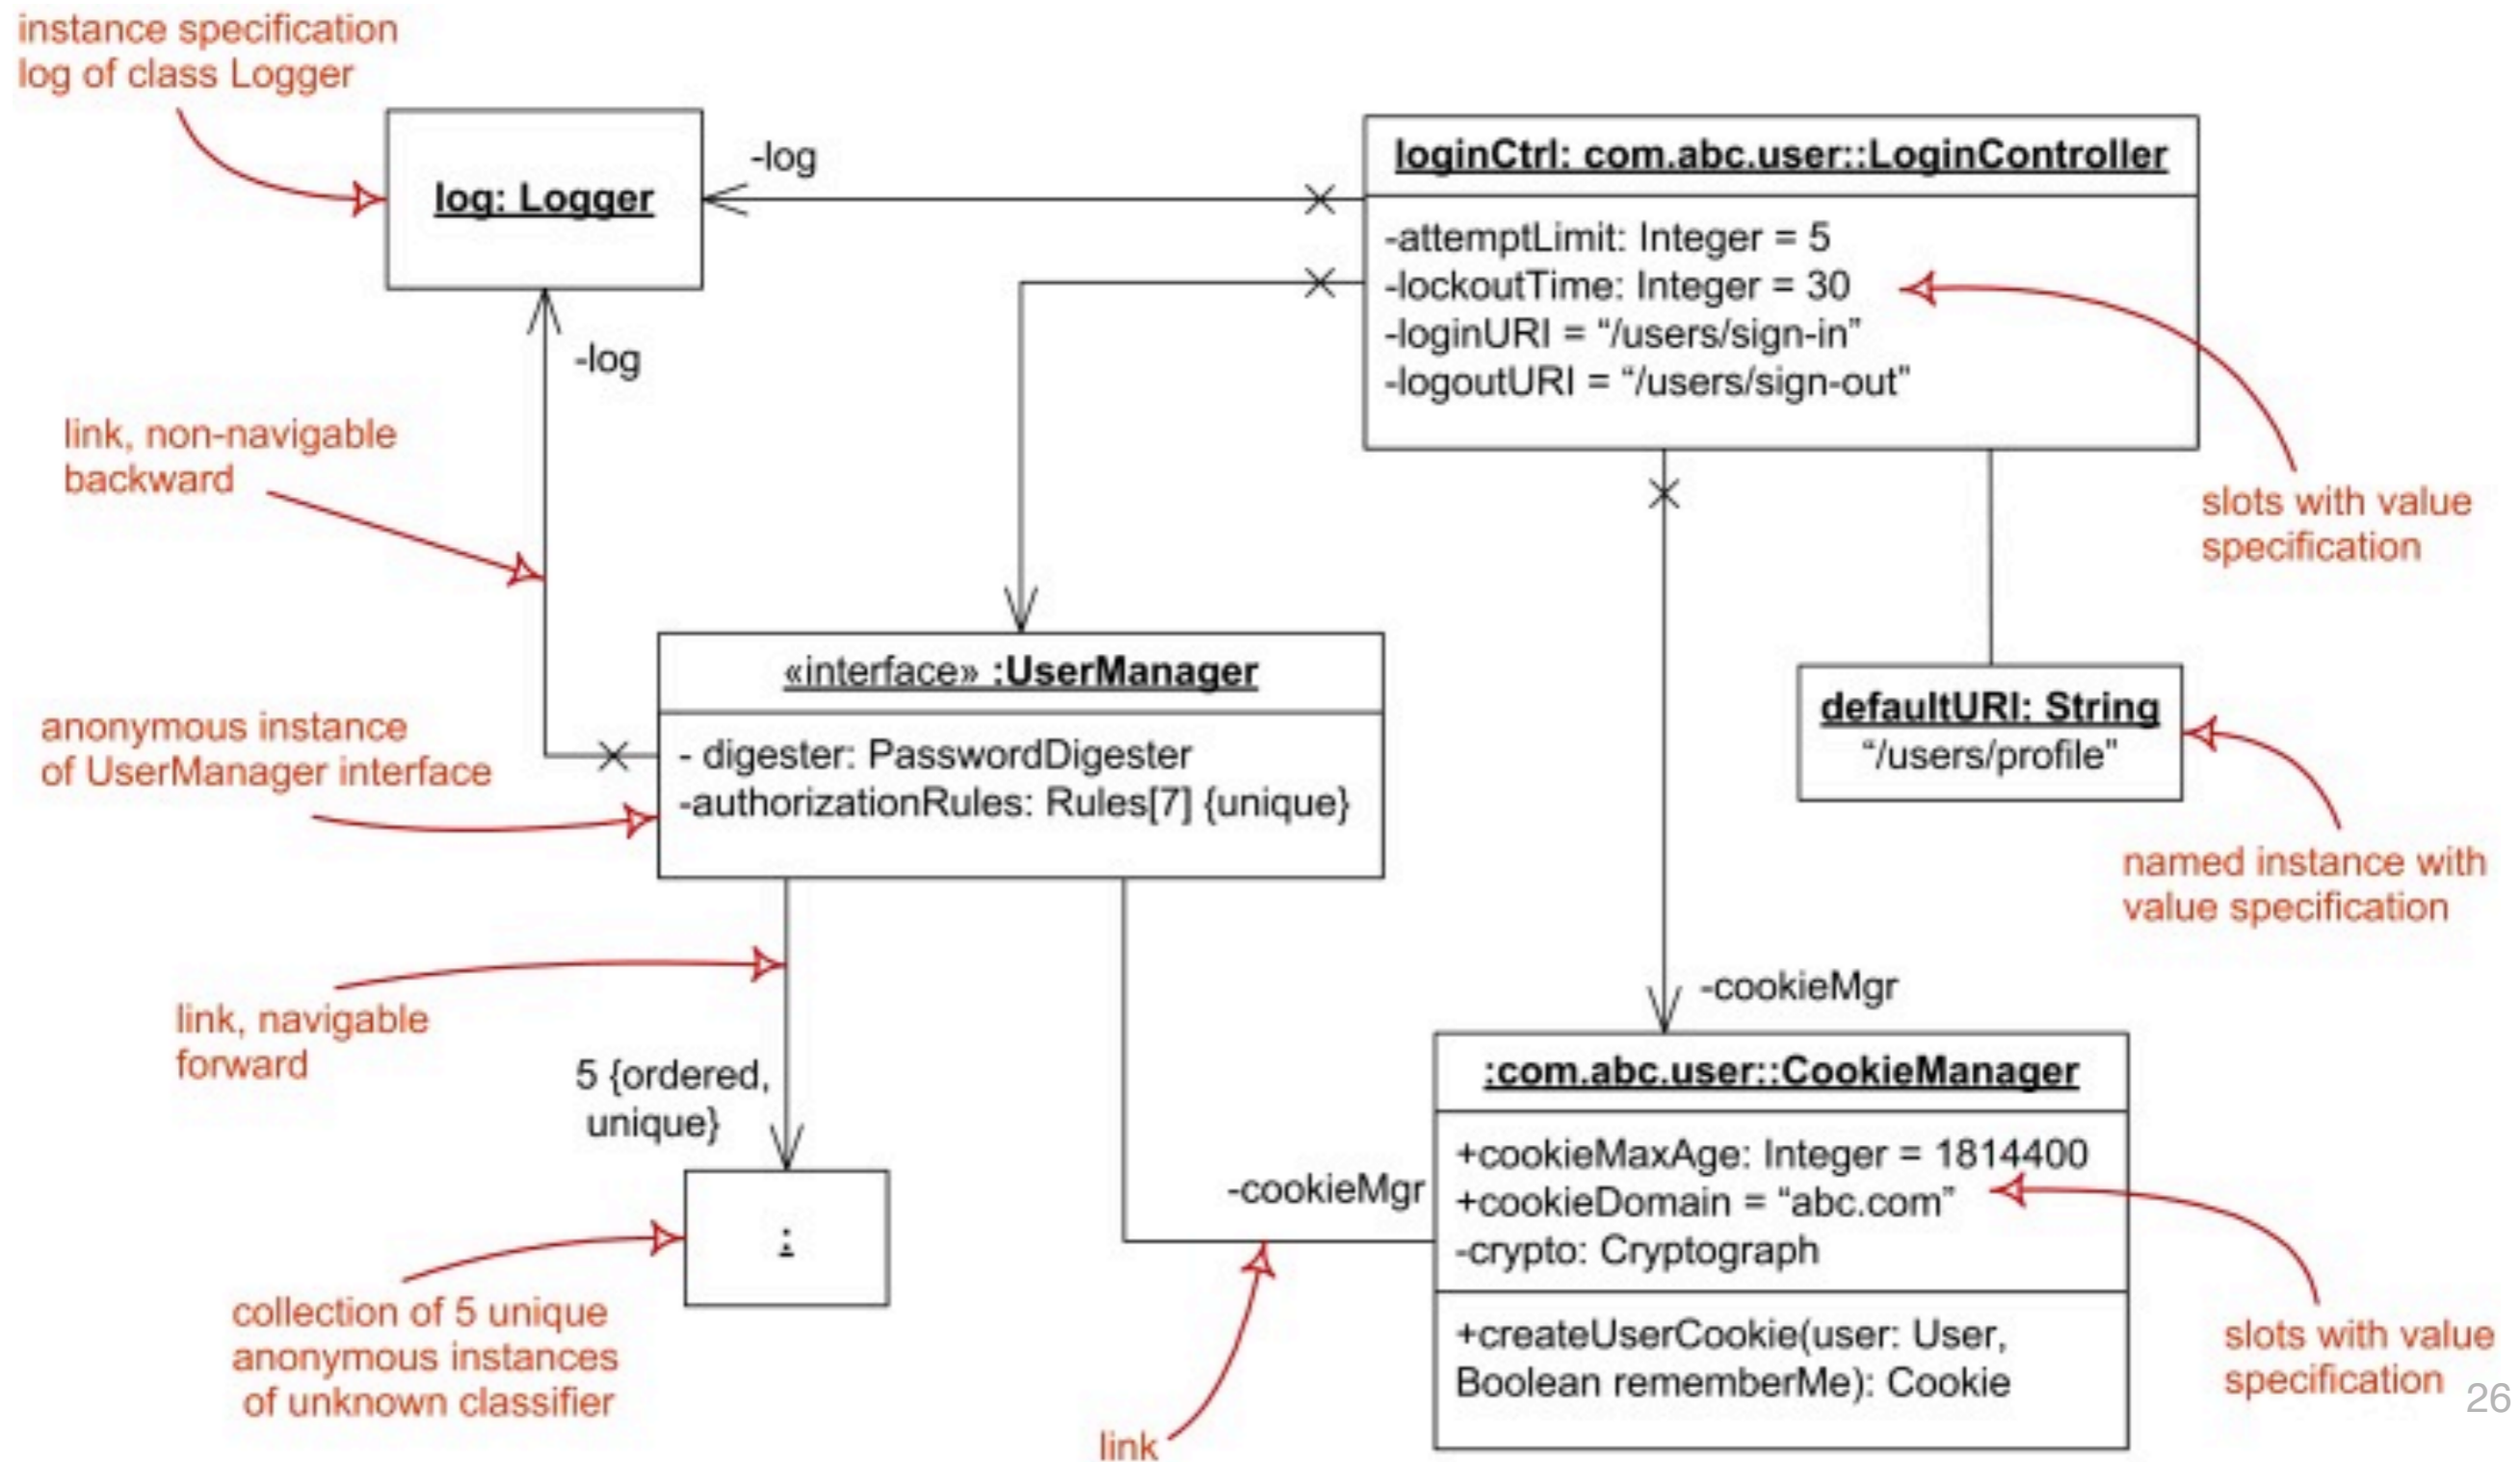 instance specification
log of class Logger
log: Logger
-log
loginCtrl: com.abc.user::LoginController
-attemptLimit: Integer = 5
-lockoutTime: Integer = 30
-loginURI = “/users/sign-in”
-logoutURI = “/users/sign-out”
-log
link, non-navigable
backward
slots with value
specification
«interface» :UserManager
- digester: PasswordDigester
-authorizationRules: Rules[7] {unique}
anonymous instance
of UserManager interface
defaultURI: String
“/users/profile”
named instance with
value specification
link, navigable
forward
5 {ordered,
unique}
:
collection of 5 unique
anonymous instances
of unknown classifier
-cookieMgr
-cookieMgr
:com.abc.user::CookieManager
+cookieMaxAge: Integer = 1814400
+cookieDomain = “abc.com”
-crypto: Cryptograph
+createUserCookie(user: User,
Boolean rememberMe): Cookie
link
slots with value
specification
26